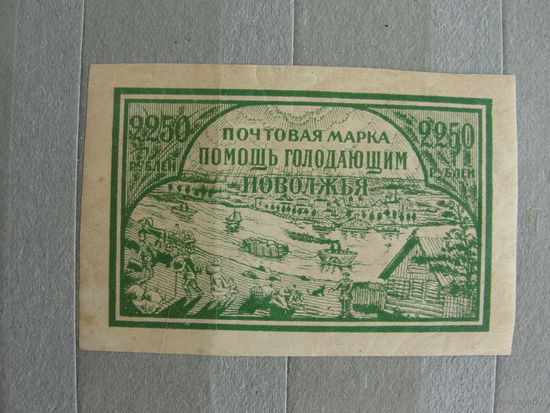 2250 ПОЧТОВАЯ МАРКА 2250
РУБЛЕЙ ПОМОЩЬ ГОЛОДАЮЩИМ РУБЛЕЙ
ПОВОЛЖЬЯ